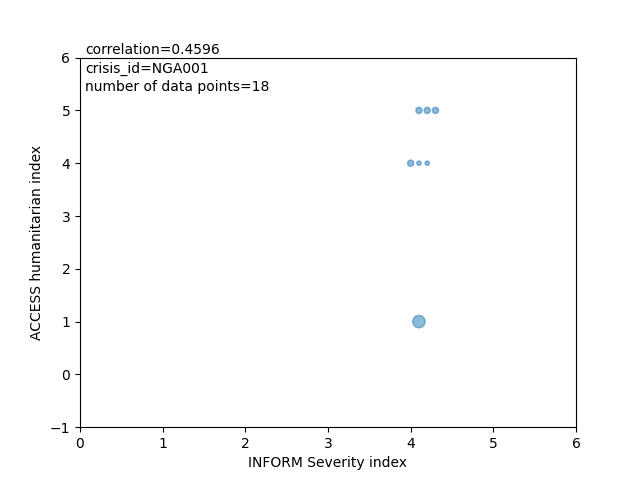 correlation=0.4596
crisis_id=NGA001
number of data points=18
6
5
4
3
2
1
0
−1
ACCESS humanitarian index
0 1 2 3 4 5 6
INFORM Severity index